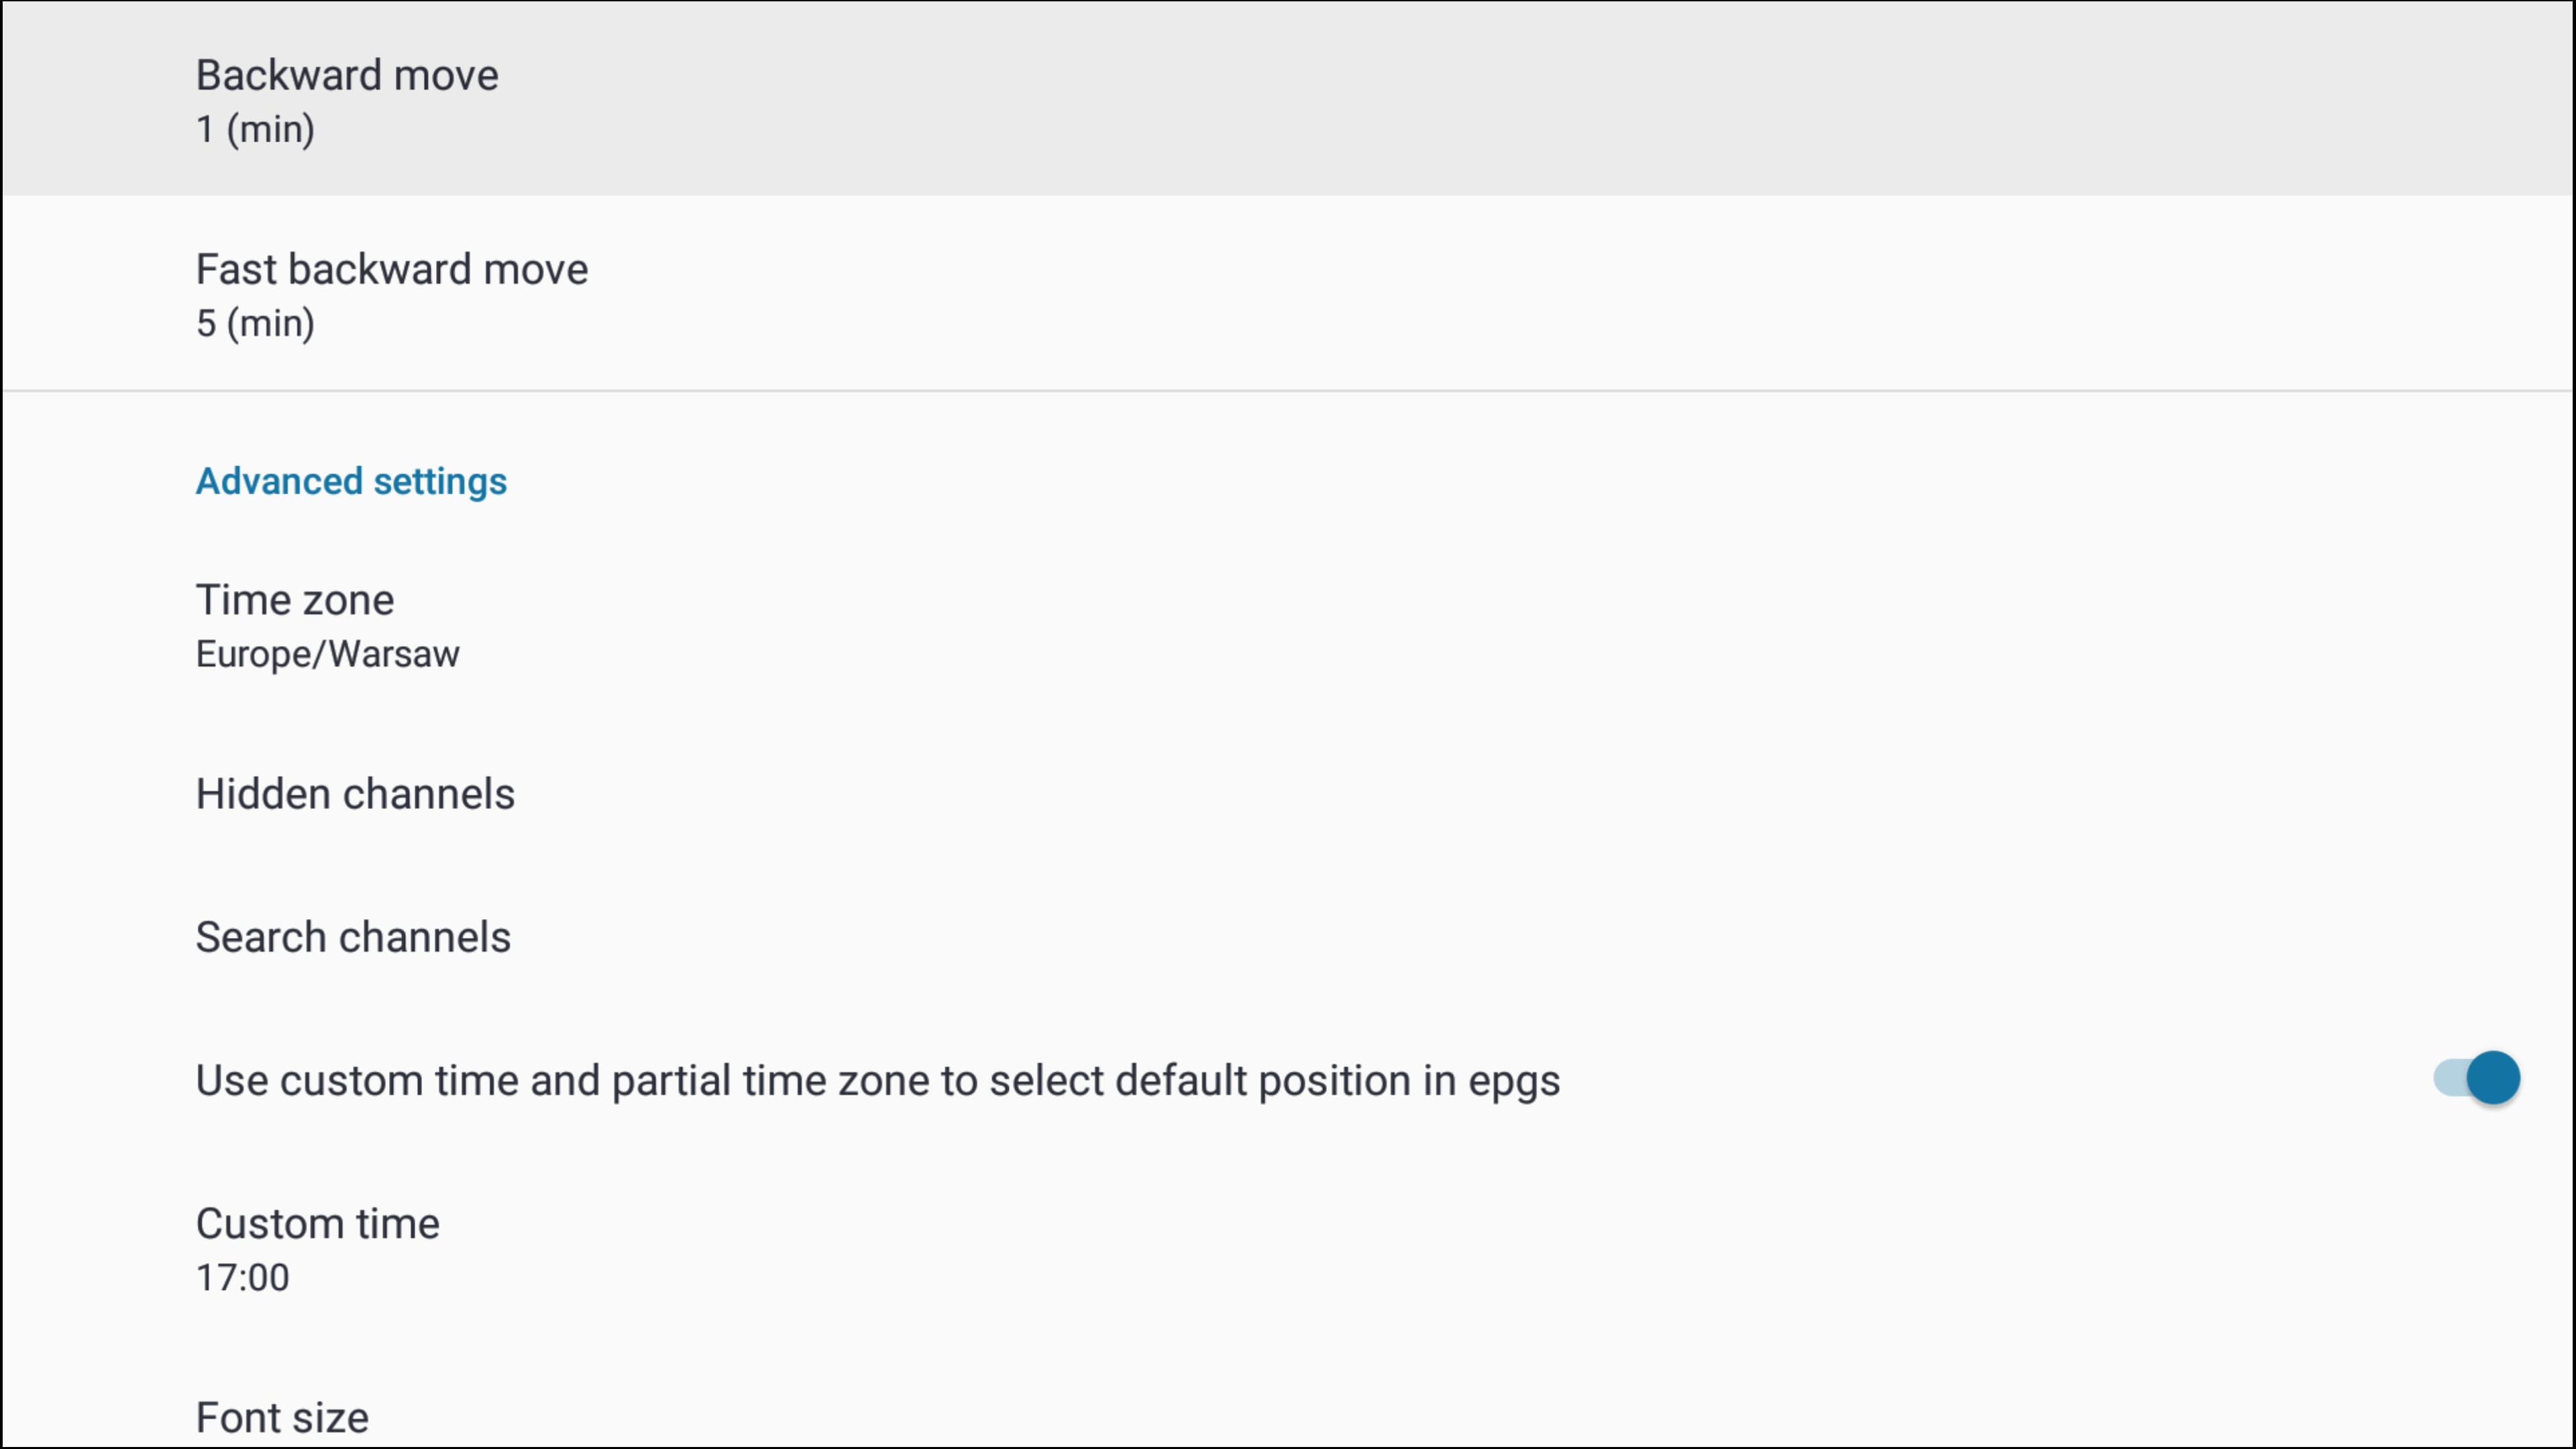 Backward move
1 (min)
Fast backward move
5 (min)
Advanced settings
Time zone
Europe/Warsaw
Hidden channels
Search channels
Use custom time and partial time zone to select default position in epgs
Custom time
17:00
Font size